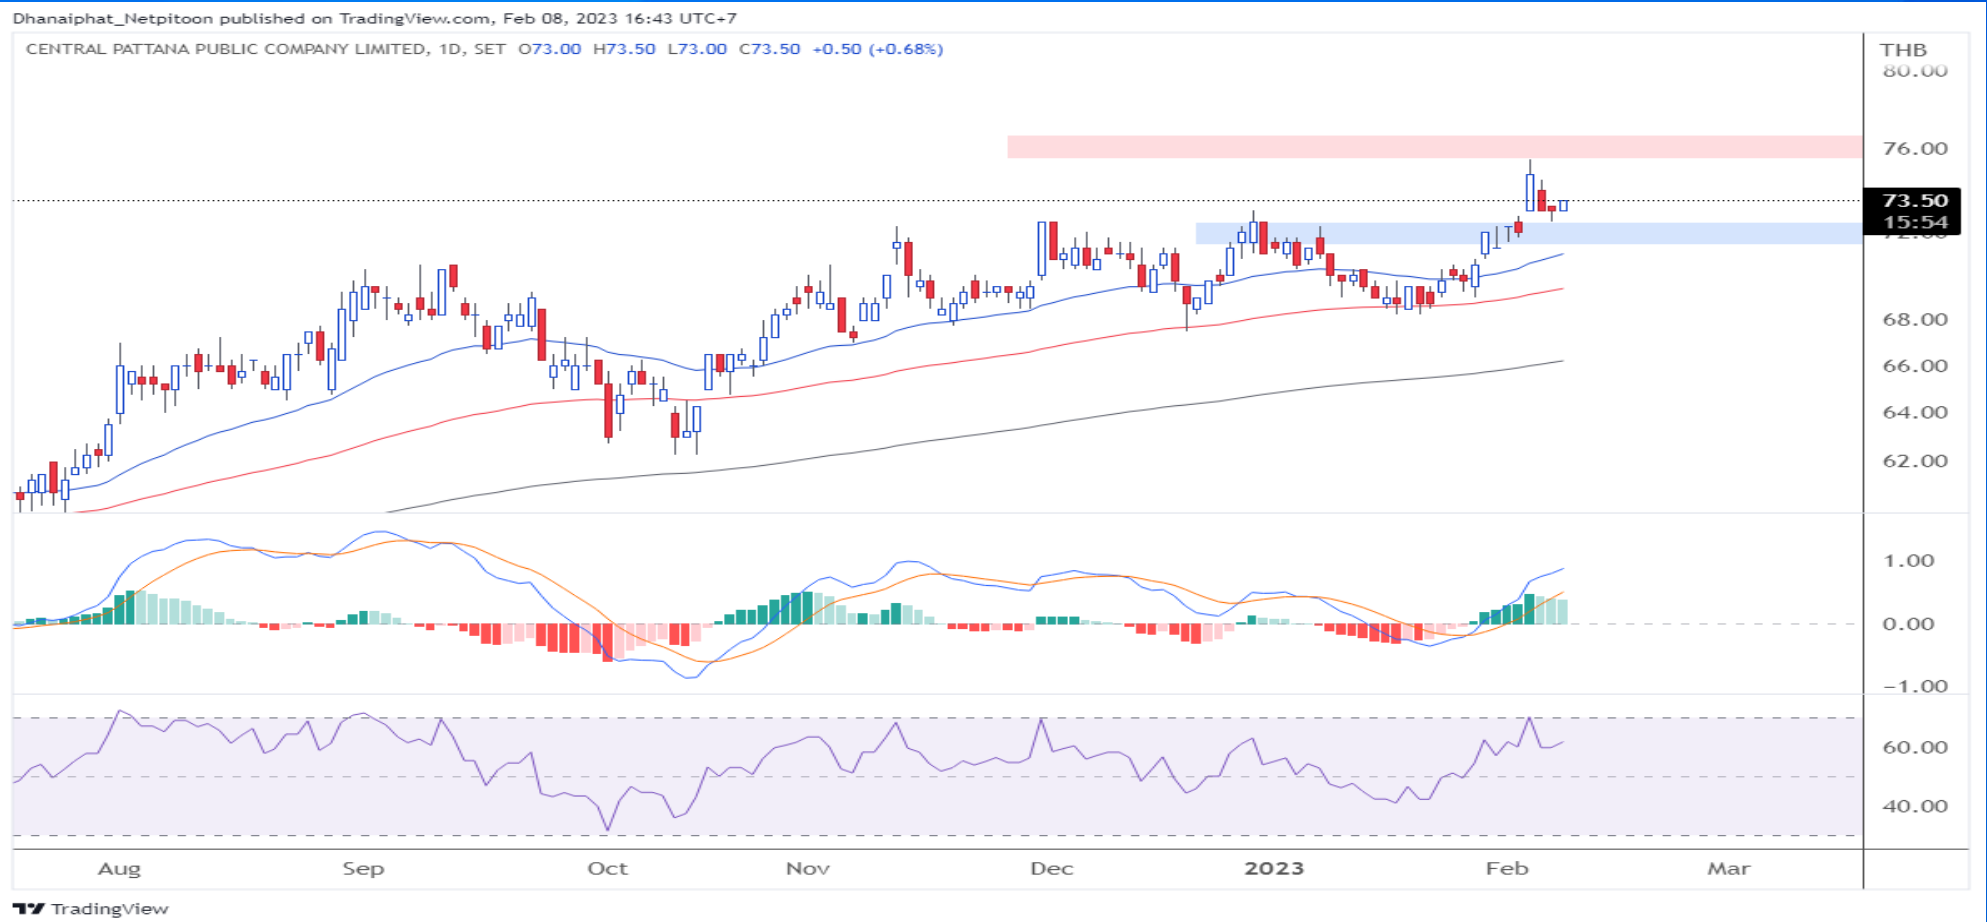 Dhanaiphat_Netpitoon published on TradingView.com, Feb 08, 2023 16:43 UTC+7
CENTRAL PATTANA PUBLIC COMPANY LIMITED, 1D, SET O73.00 H73.50 L73.00 C73.50 +0.50 (+0.68%)
THB
80.00
76.00
73.50
15:54
72.00
68.00
66.00
64.00
62.00
1.00
0.00
−1.00
60.00
40.00
Aug Sep Oct Nov Dec 2023 Feb Mar
TradingView